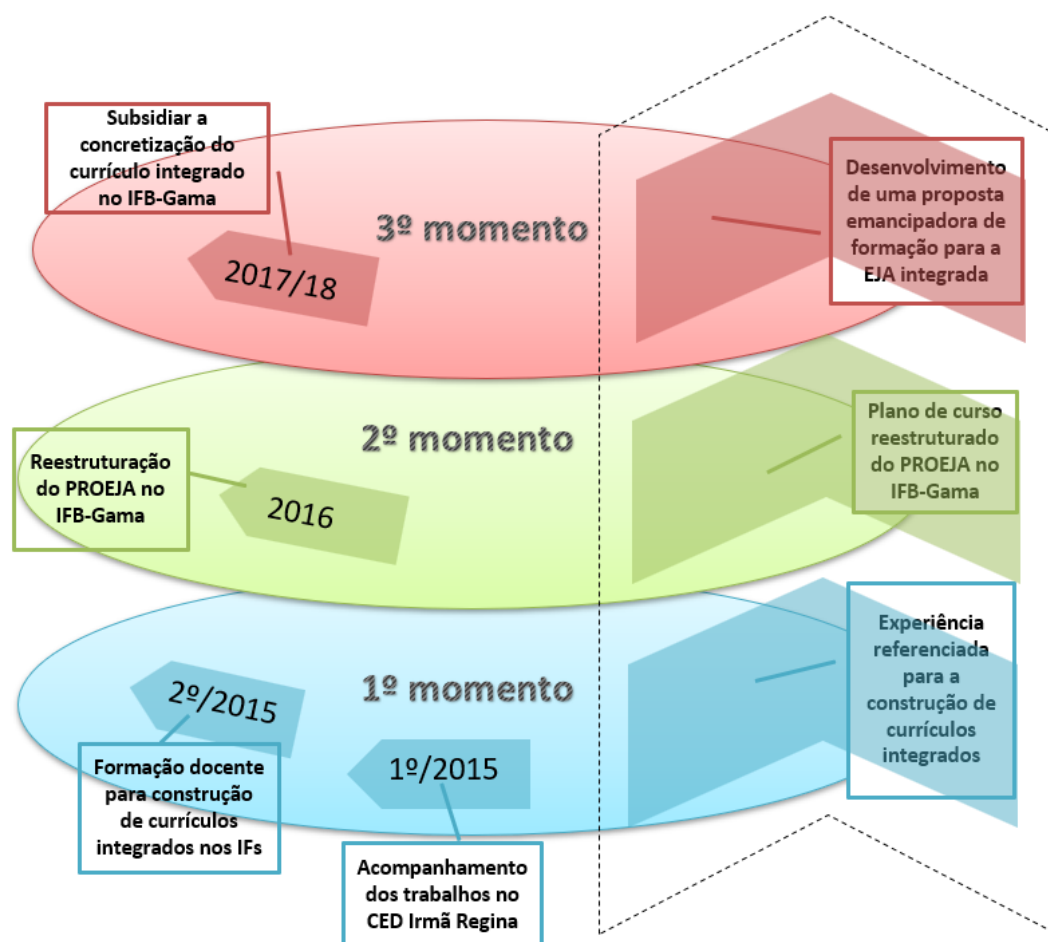 Subsidiar a
concretização do
currículo integrado
no IFB-Gama
3º momento
2017/18
Desenvolvimento
de uma proposta
emancipadora de
formação para a
EJA integrada
2º momento
Reestruturação
do PROEJA no
IFB-Gama
2016
Plano de curso
reestruturado
do PROEJA no
IFB-Gama
1º momento
2º/2015
Formação docente
para construção
de currículos
integrados nos IFs
1º/2015
Acompanhamento
dos trabalhos no
CED Irmã Regina
Experiência
referenciada
para a
construção de
currículos
integrados